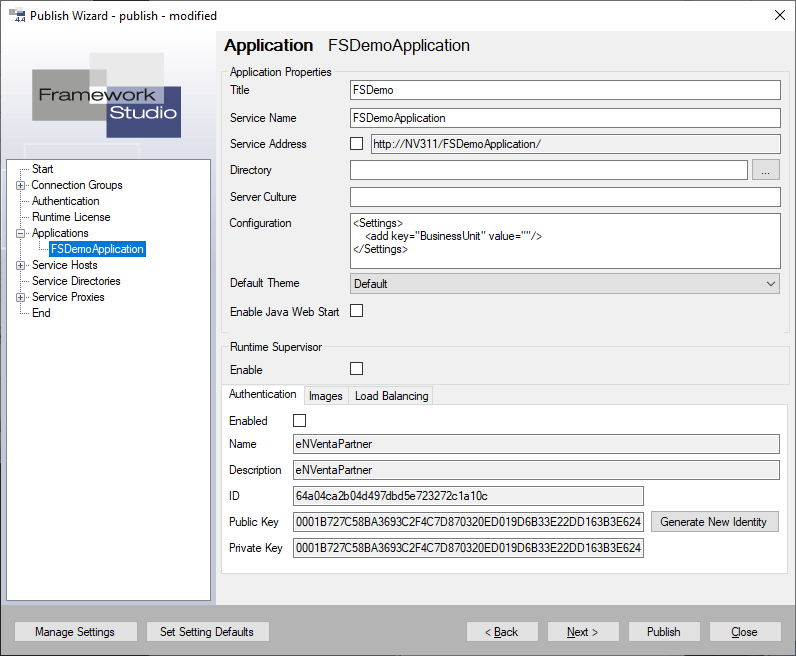 4.4 Publish Wizard - publish - modified
Framework
Studio
Start
Connection Groups
Authentication
Runtime License
Applications
FSDemoApplication
Service Hosts
Service Directories
Service Proxies
End
Application FSDemoApplication
Application Properties
Title FSDemo
Service Name FSDemoApplication
Service Address http://NV311/FSDemoApplication/
Directory ...
Server Culture
Configuration <Settings>
<add key="BusinessUnit" value=""/>
</Settings>
Default Theme Default
Enable Java Web Start
Runtime Supervisor
Enable
Authentication Images Load Balancing
Enabled
Name eNVentaPartner
Description eNVentaPartner
ID 64a04ca2b04d497dbd5e723272c1a10c
Public Key 0001B727C58BA3693C2F4C7D870320ED019D6B33E22DD163B3E624 Generate New Identity
Private Key 0001B727C58BA3693C2F4C7D870320ED019D6B33E22DD163B3E624
Manage Settings Set Setting Defaults < Back Next > Publish Close